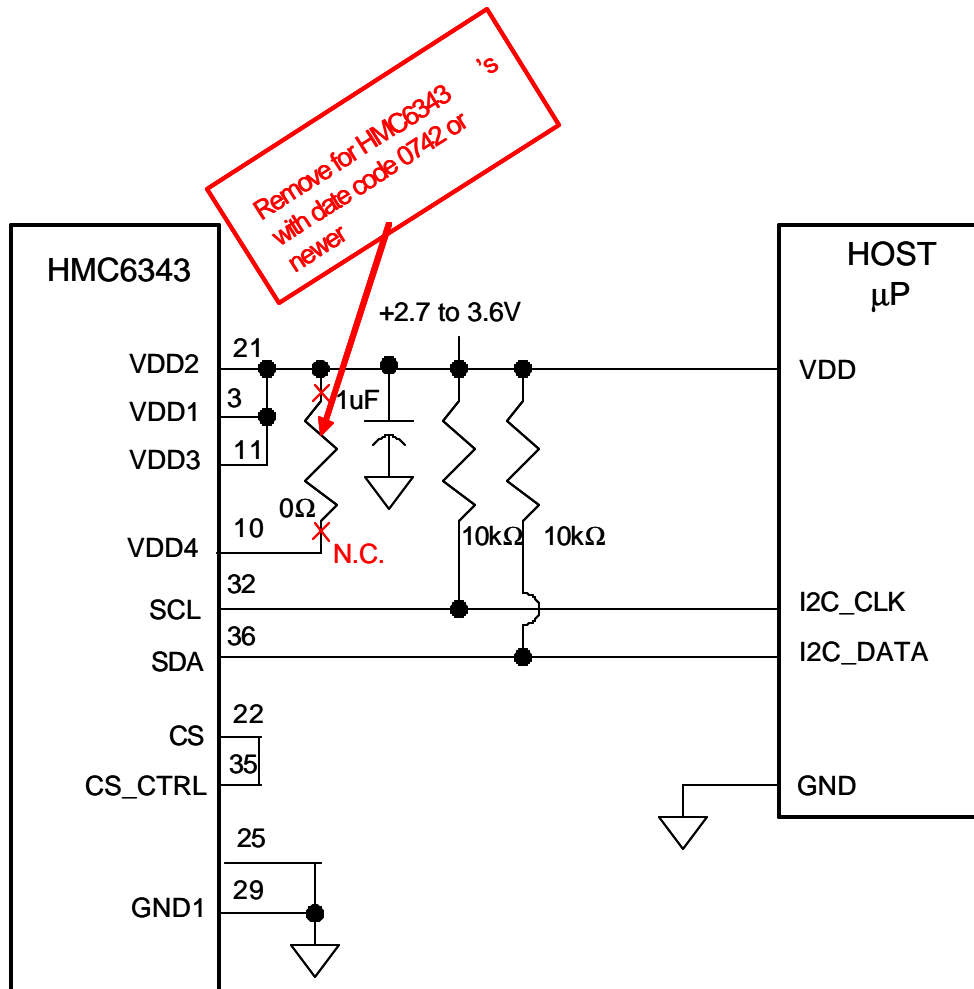 Remove for HMC6343 's
with date code 0742 or
newer
HMC6343
HOST
μP
+2.7 to 3.6V
VDD2
21
VDD
VDD1
3
1uF
VDD3
11
0Ω
10kΩ
10kΩ
VDD4
10
N.C.
SCL
32
I2C_CLK
SDA
36
I2C_DATA
CS
22
CS_CTRL
35
GND
25
GND1
29